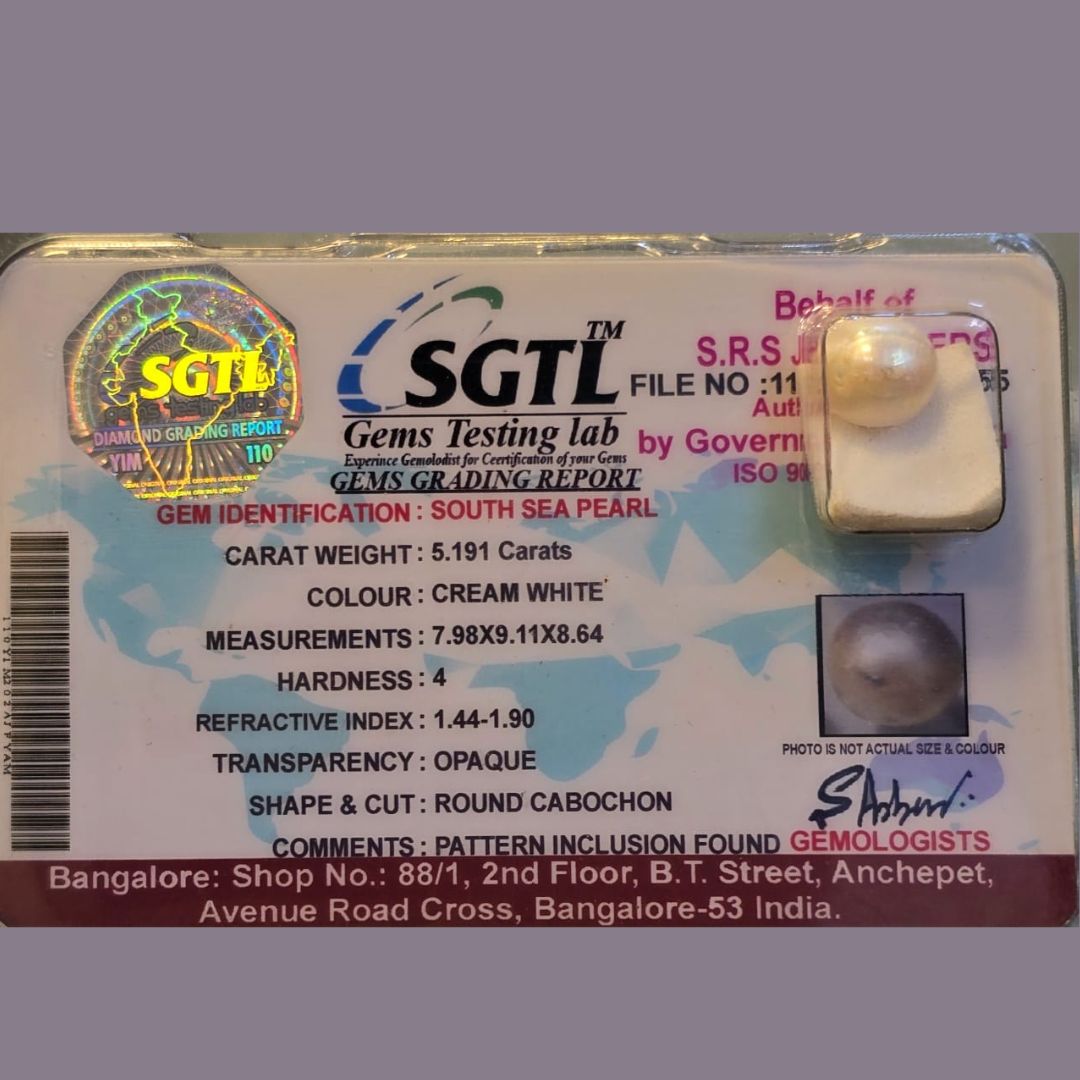 SGTL
gems testing lab
DIAMOND GRADING REPORT
YIM 110
SGTL™
Gems Testing lab
Experince Gemolodist for Ceertification of your Gems
GEMS GRADING REPORT
Behalf of
S.R.S
FILE NO :11
by
ISO
GEM IDENTIFICATION : SOUTH SEA PEARL
CARAT WEIGHT : 5.191 Carats
COLOUR : CREAM WHITE
MEASUREMENTS : 7.98X9.11X8.64
HARDNESS : 4
REFRACTIVE INDEX : 1.44-1.90
TRANSPARENCY : OPAQUE
SHAPE & CUT : ROUND CABOCHON
COMMENTS : PATTERN INCLUSION FOUND
PHOTO IS NOT ACTUAL SIZE & COLOUR
GEMOLOGISTS
Bangalore: Shop No.: 88/1, 2nd Floor, B.T. Street, Anchepet,
Avenue Road Cross, Bangalore-53 India.